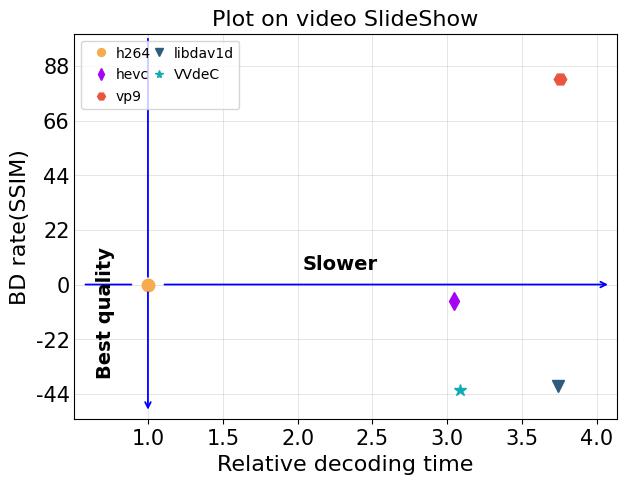 Plot on video SlideShow
h264
hevc
vp9
libdav1d
VVdeC
BD rate(SSIM)
88
66
44
22
0
-22
-44
Best quality
Slower
1.0 1.5 2.0 2.5 3.0 3.5 4.0
Relative decoding time